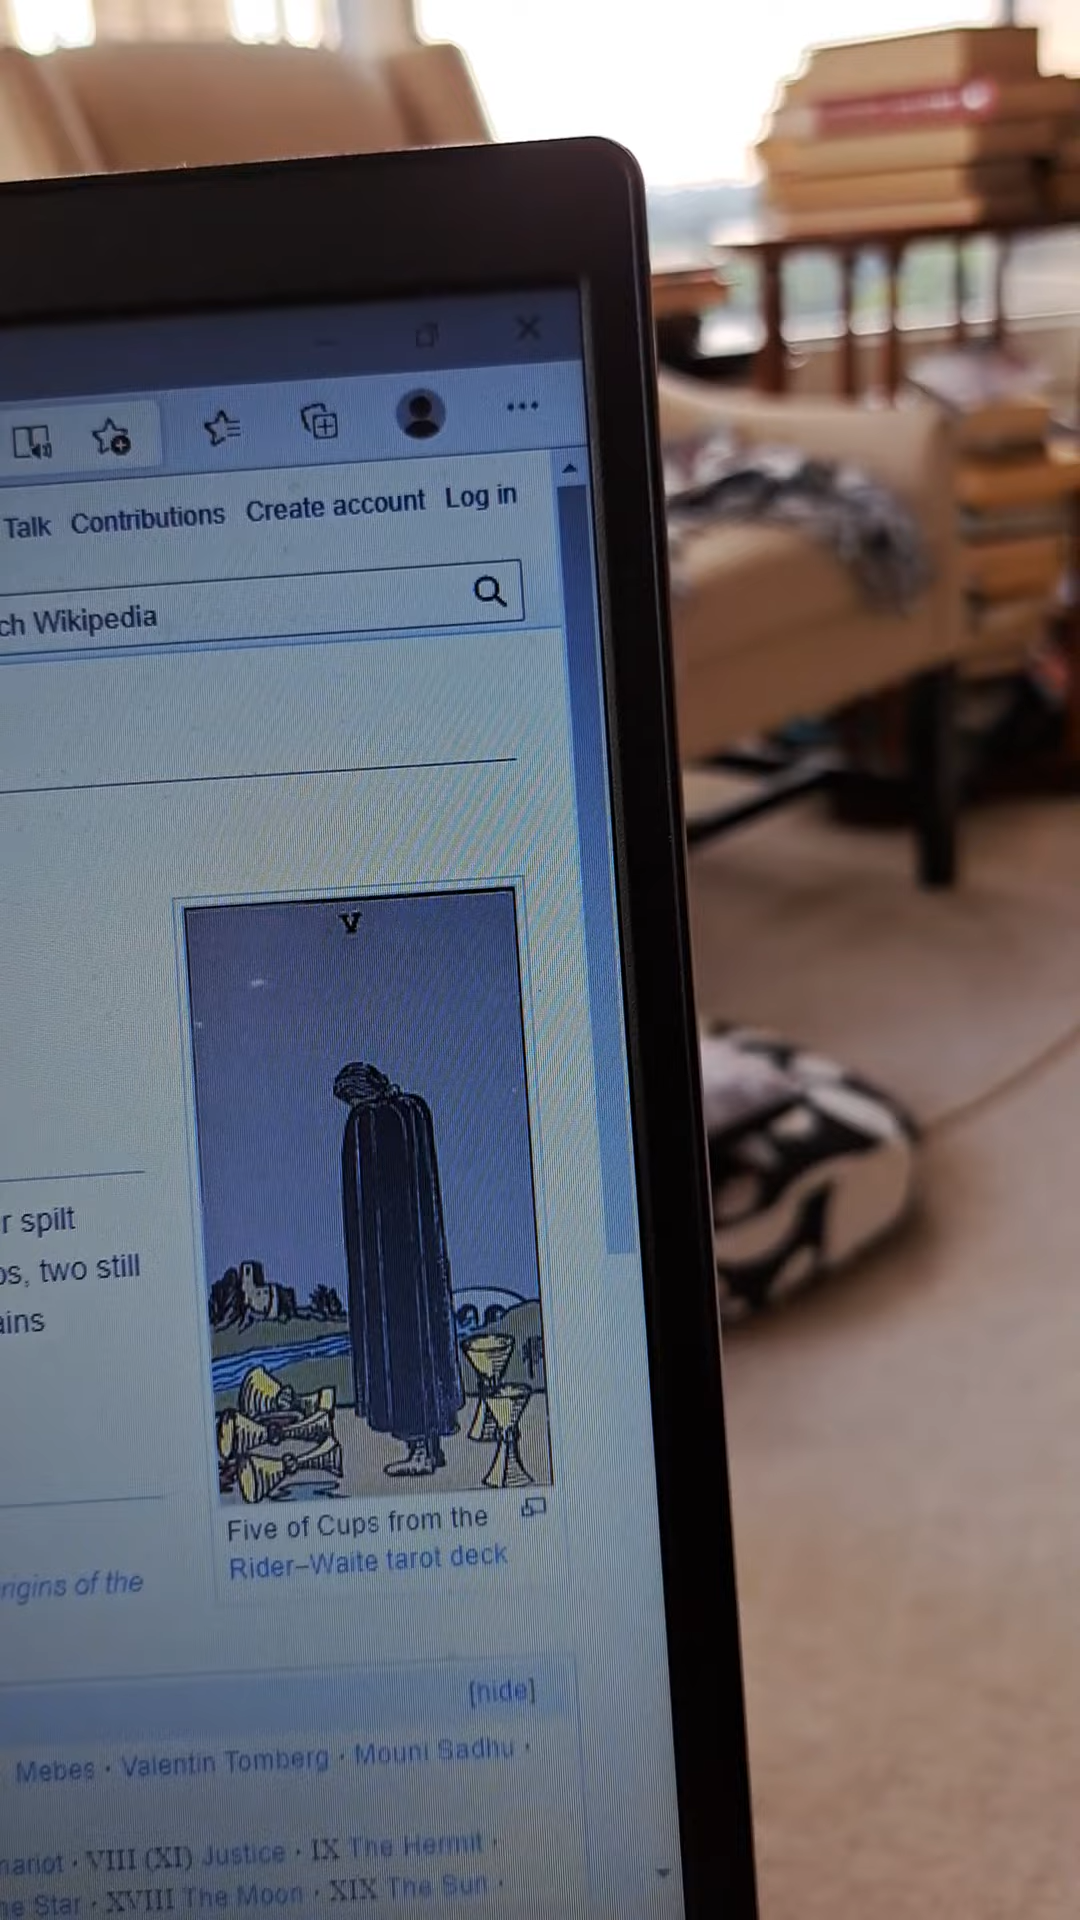 Talk Contributions Create account Log in
ch Wikipedia
V
r spilt
os, two still
ains
Five of Cups from the
Rider–Waite tarot deck
rigins of the
[hide]
Mebes · Valentin Tomberg · Mouni Sadhu ·
hariot · VIII (XI) Justice · IX The Hermit ·
he Star · XVIII The Moon · XIX The Sun ·